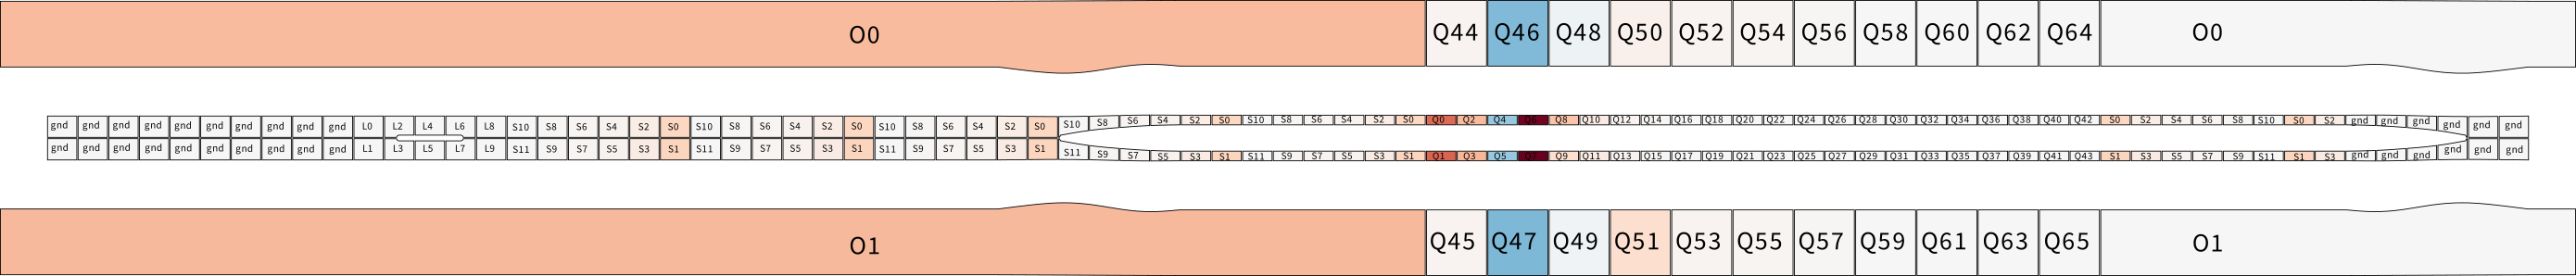 O0 Q44 Q46 Q48 Q50 Q52 Q54 Q56 Q58 Q60 Q62 Q64 O0
gnd gnd gnd gnd gnd gnd gnd gnd gnd gnd L0 L2 L4 L6 L8 S10 S8 S6 S4 S2 S0 S10 S8 S6 S4 S2 S0 S10 S8 S6 S4 S2 S0 S10 S8 S6 S4 S2 S0 S10 S8 S6 S4 S2 S0 Q0 Q2 Q4 Q6 Q8 Q10 Q12 Q14 Q16 Q18 Q20 Q22 Q24 Q26 Q28 Q30 Q32 Q34 Q36 Q38 Q40 Q42 S0 S2 S4 S6 S8 S10 S0 S2 gnd gnd gnd gnd gnd gnd
gnd gnd gnd gnd gnd gnd gnd gnd gnd gnd L1 L3 L5 L7 L9 S11 S9 S7 S5 S3 S1 S11 S9 S7 S5 S3 S1 S11 S9 S7 S5 S3 S1 S11 S9 S7 S5 S3 S1 S11 S9 S7 S5 S3 S1 Q1 Q3 Q5 Q7 Q9 Q11 Q13 Q15 Q17 Q19 Q21 Q23 Q25 Q27 Q29 Q31 Q33 Q35 Q37 Q39 Q41 Q43 S1 S3 S5 S7 S9 S11 S1 S3 gnd gnd gnd gnd gnd gnd
O1 Q45 Q47 Q49 Q51 Q53 Q55 Q57 Q59 Q61 Q63 Q65 O1